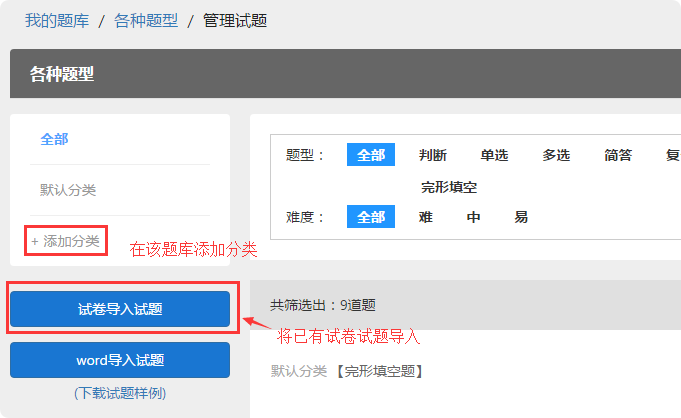 我的题库 / 各种题型 / 管理试题
各种题型
全部
默认分类
+ 添加分类
在该题库添加分类
试卷导入试题
word导入试题
(下载试题样例)
题型： 全部 判断 单选 多选 简答 复
完形填空
难度： 全部 难 中 易
共筛选出：9道题
将已有试卷试题导入
默认分类 【完形填空题】